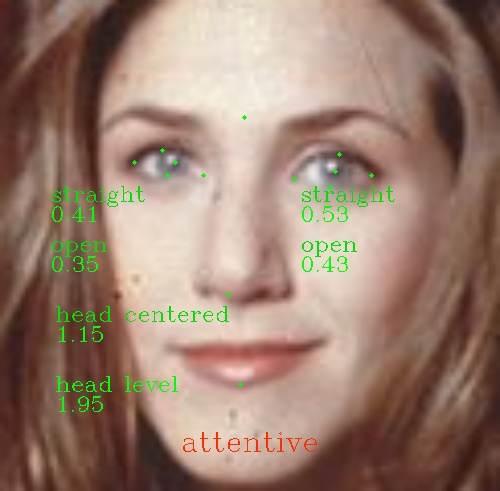 straight straight
0.41 0.53
open open
0.35 0.43
head centered
1.15
head level
1.95
attentive